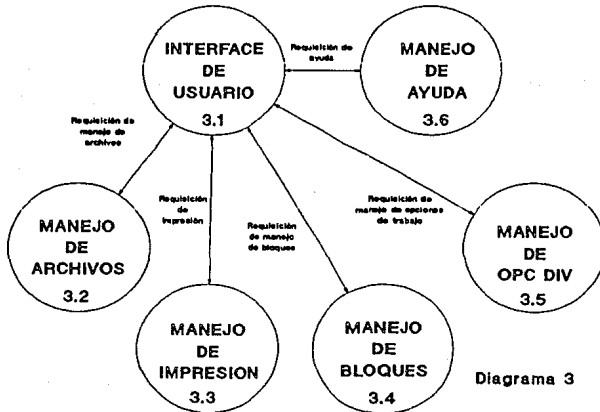 INTERFACE
DE
USUARIO
3.1
Requisición de
ayuda
MANEJO
DE
AYUDA
3.6
Requisición de
manejo de
archivos
MANEJO
DE
ARCHIVOS
3.2
Requisición
de
impresión
MANEJO
DE
IMPRESION
3.3
Requisición
de manejo
de bloques
MANEJO
DE
BLOQUES
3.4
Requisición de
manejo de opciones
de trabajo
MANEJO
DE
OPC DIV
3.5
Diagrama 3